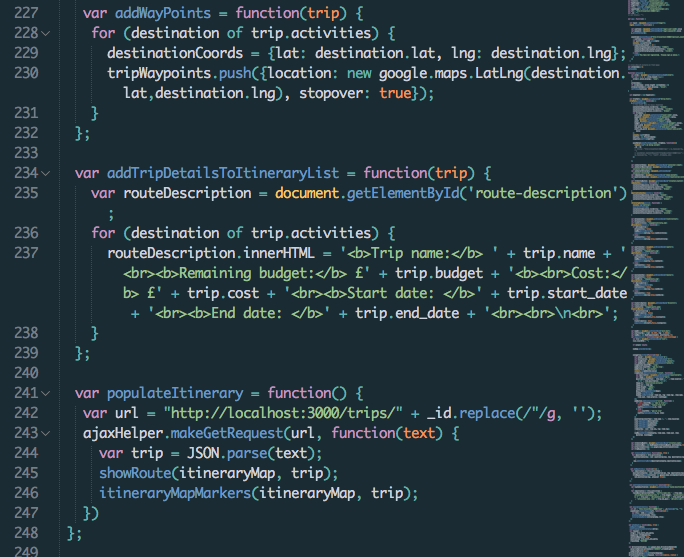 227 var addWayPoints = function(trip) {
228 for (destination of trip.activities) {
229 destinationCoords = {lat: destination.lat, lng: destination.lng};
230 tripWaypoints.push({location: new google.maps.LatLng(destination.
lat,destination.lng), stopover: true});
231 }
232 };
233
234 var addTripDetailsToItineraryList = function(trip) {
235 var routeDescription = document.getElementById('route-description')
;
236 for (destination of trip.activities) {
237 routeDescription.innerHTML = '<b>Trip name:</b> ' + trip.name + '
<br><b>Remaining budget:</b> £' + trip.budget + '<b><br>Cost:</
b> £' + trip.cost + '<br><b>Start date: </b>' + trip.start_date
+ '<br><b>End date: </b>' + trip.end_date + '<br><br>\n<br>';
238 }
239 };
240
241 var populateItinerary = function() {
242 var url = "http://localhost:3000/trips/" + _id.replace(/"/g, '');
243 ajaxHelper.makeGetRequest(url, function(text) {
244 var trip = JSON.parse(text);
245 showRoute(itineraryMap, trip);
246 itineraryMapMarkers(itineraryMap, trip);
247 })
248 };
249